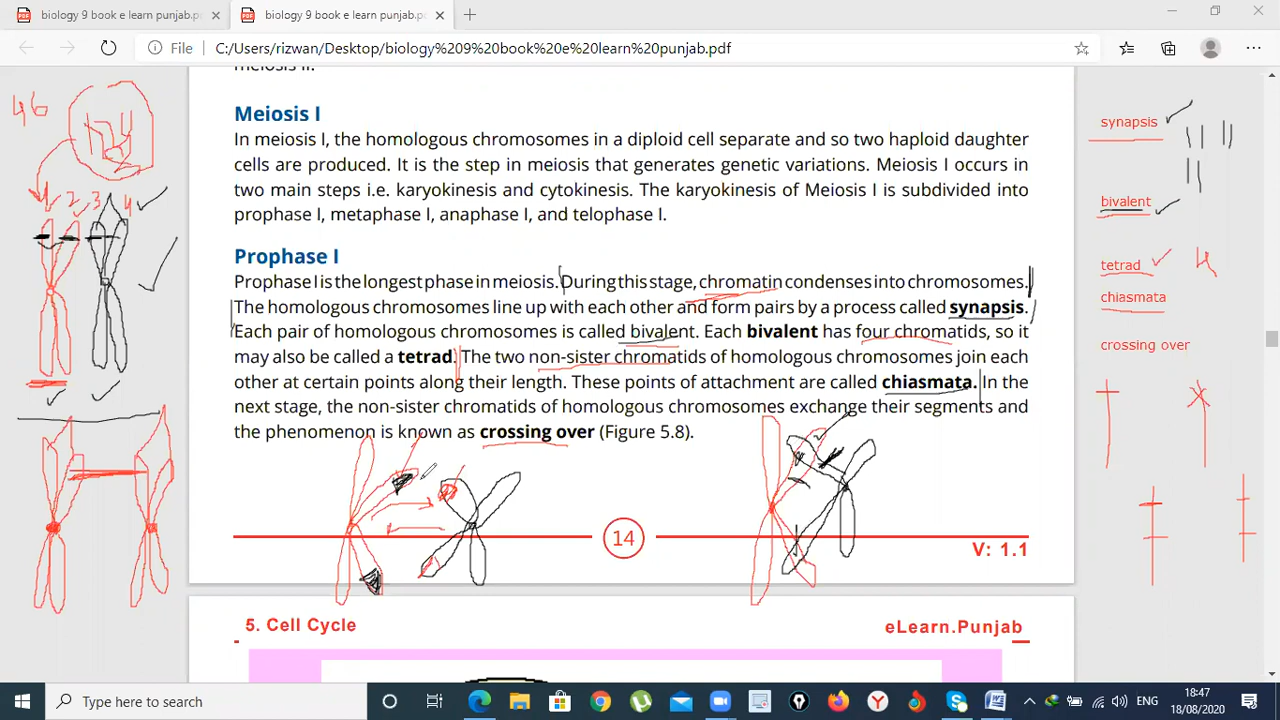 biology 9 book e learn punjab.pdf
biology 9 book e learn punjab.pdf
File
C:/Users/rizwan/Desktop/biology%209%20book%20e%20learn%20punjab.pdf
meiosis II.
46
Meiosis I
In meiosis I, the homologous chromosomes in a diploid cell separate and so two haploid daughter
cells are produced. It is the step in meiosis that generates genetic variations. Meiosis I occurs in
two main steps i.e. karyokinesis and cytokinesis. The karyokinesis of Meiosis I is subdivided into
prophase I, metaphase I, anaphase I, and telophase I.
1 2 3 4
Prophase I
Prophase I is the longest phase in meiosis. During this stage, chromatin condenses into chromosomes.
The homologous chromosomes line up with each other and form pairs by a process called synapsis.
Each pair of homologous chromosomes is called bivalent. Each bivalent has four chromatids, so it
may also be called a tetrad. The two non-sister chromatids of homologous chromosomes join each
other at certain points along their length. These points of attachment are called chiasmata. In the
next stage, the non-sister chromatids of homologous chromosomes exchange their segments and
the phenomenon is known as crossing over (Figure 5.8).
synapsis
bivalent
tetrad
chiasmata
crossing over
14
V: 1.1
5. Cell Cycle
eLearn.Punjab
Type here to search
ENG
18:47
18/08/2020